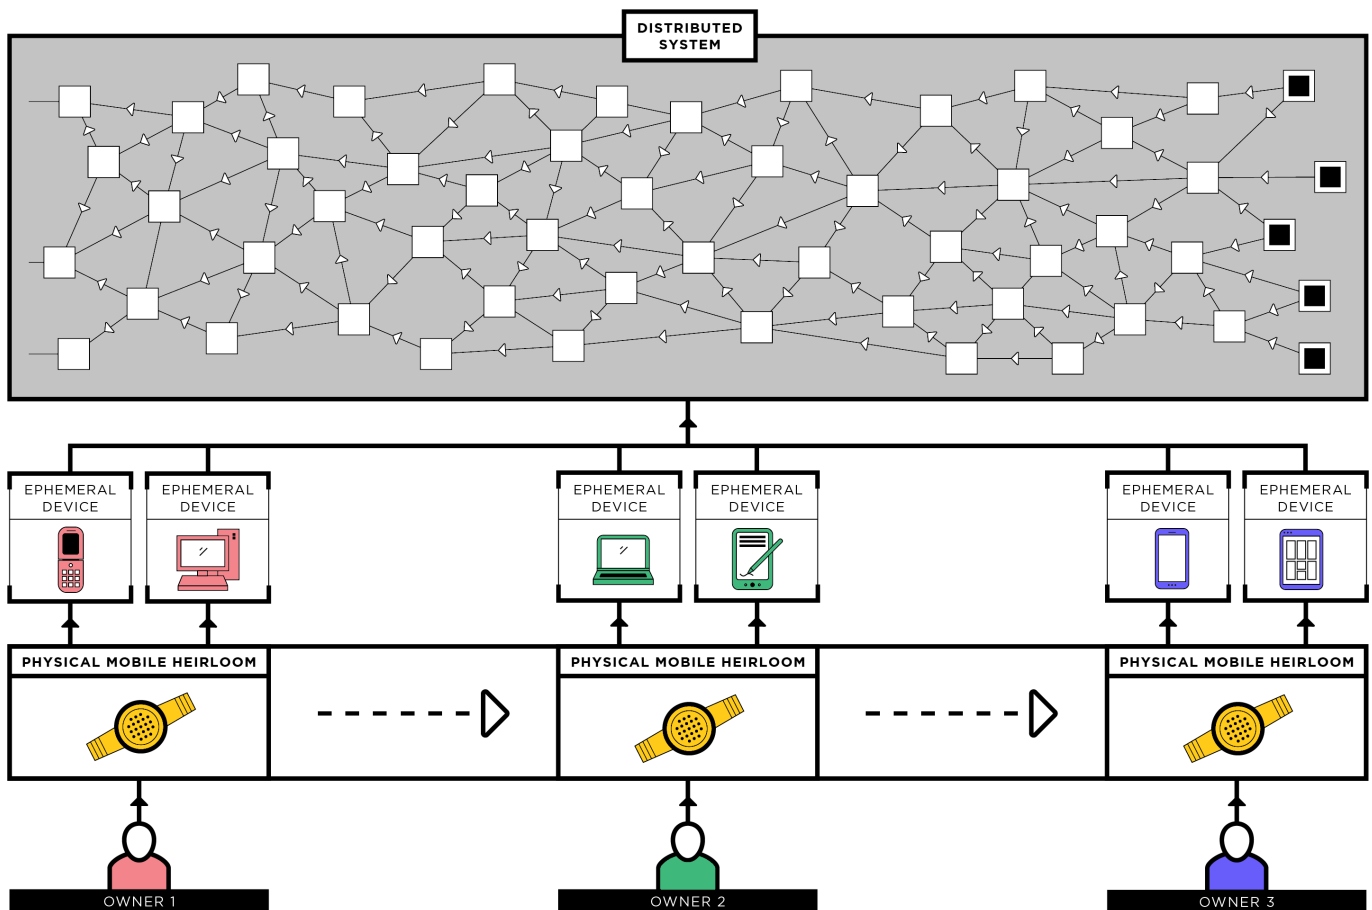 DISTRIBUTED
SYSTEM
EPHEMERAL
DEVICE
EPHEMERAL
DEVICE
EPHEMERAL
DEVICE
EPHEMERAL
DEVICE
EPHEMERAL
DEVICE
EPHEMERAL
DEVICE
PHYSICAL MOBILE HEIRLOOM
PHYSICAL MOBILE HEIRLOOM
PHYSICAL MOBILE HEIRLOOM
OWNER 1
OWNER 2
OWNER 3